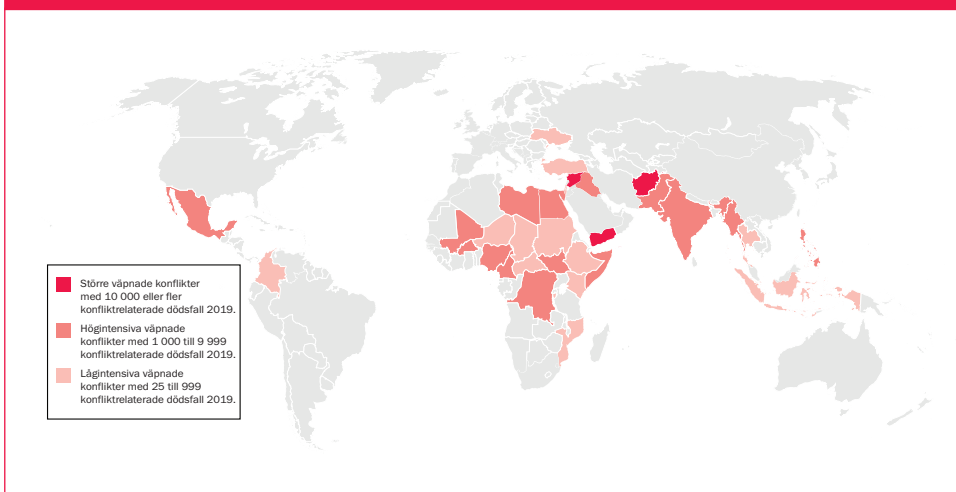 Större väpnade konflikter
med 10 000 eller fler
konfliktrelaterade dödsfall 2019.
Högintensiva väpnade
konflikter med 1 000 till 9 999
konfliktrelaterade dödsfall 2019.
Lågintensiva väpnade
konflikter med 25 till 999
konfliktrelaterade dödsfall 2019.